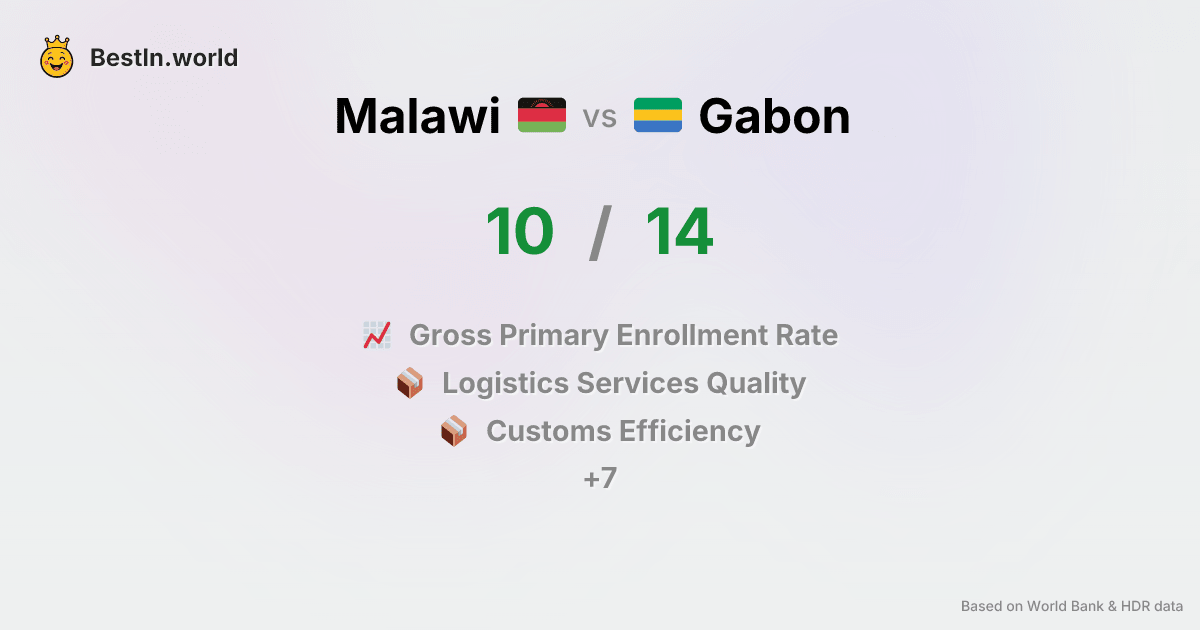 BestIn.world
Malawi vs Gabon
10 / 14
Gross Primary Enrollment Rate
Logistics Services Quality
Customs Efficiency
+7
Based on World Bank & HDR data